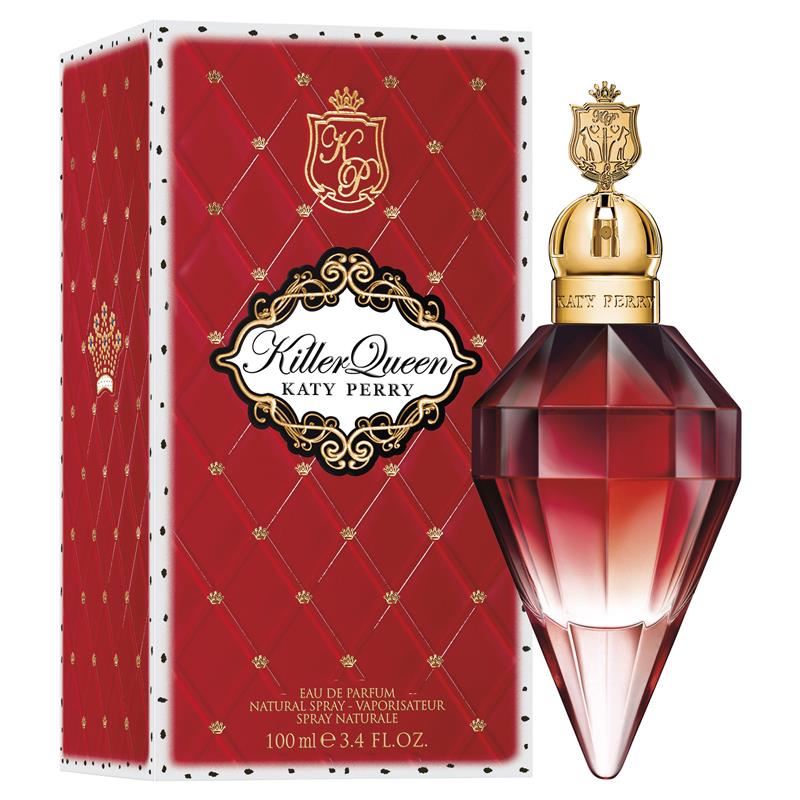 KP
Killer Queen
KATY PERRY
EAU DE PARFUM
NATURAL SPRAY - VAPORISATEUR
SPRAY NATURALE
100 ml ℮ 3.4 FL.OZ.
KP
KATY PERRY